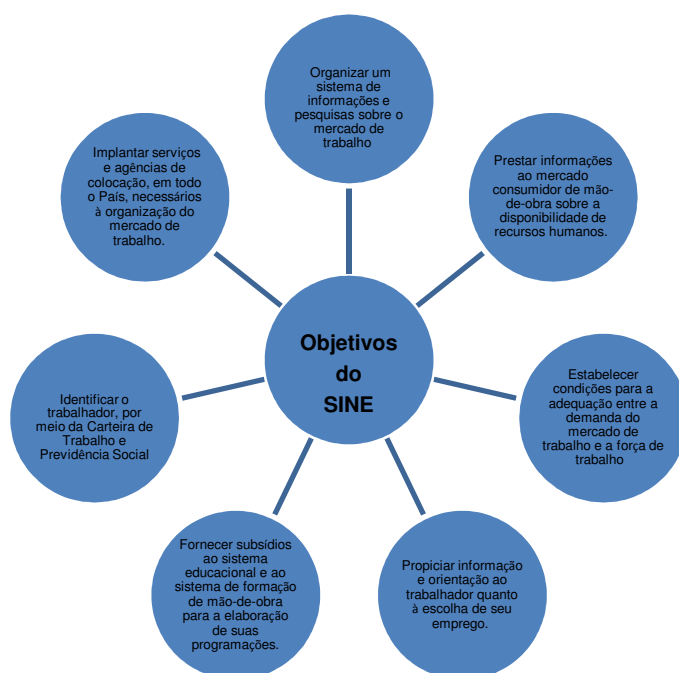 Organizar um
sistema de
informações e
pesquisas sobre o
mercado de
trabalho
Prestar informações
ao mercado
consumidor de mão-
de-obra sobre a
disponibilidade de
recursos humanos.
Estabelecer
condições para a
adequação entre a
demanda do
mercado de
trabalho e a força de
trabalho
Propiciar informação
e orientação ao
trabalhador quanto
à escolha de seu
emprego.
Fornecer subsídios
ao sistema
educacional e ao
sistema de formação
de mão-de-obra
para a elaboração
de suas
programações.
Identificar o
trabalhador, por
meio da Carteira de
Trabalho e
Previdência Social
Implantar serviços
e agências de
colocação, em todo
o País, necessários
à organização do
mercado de
trabalho.
Objetivos
do
SINE